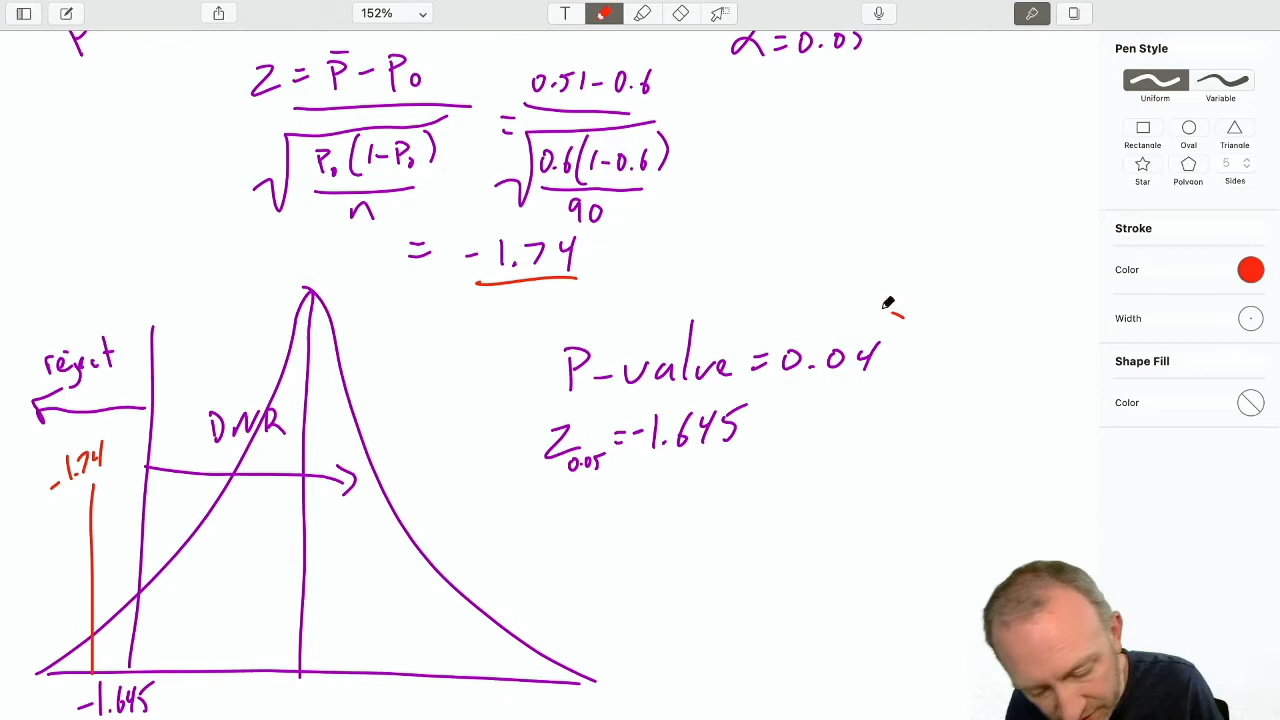 152%
T
α = 0.05
Z = P̄ - P₀ / √(P₀(1-P₀) / n) = 0.51 - 0.6 / √(0.6(1-0.6) / 90)
= -1.74
reject
DNR
-1.74
-1.645
P-value = 0.04
Z0.05 = -1.645
Pen Style
Uniform Variable
Rectangle Oval Triangle
5
Star Polygon Sides
Stroke
Color
Width
Shape Fill
Color